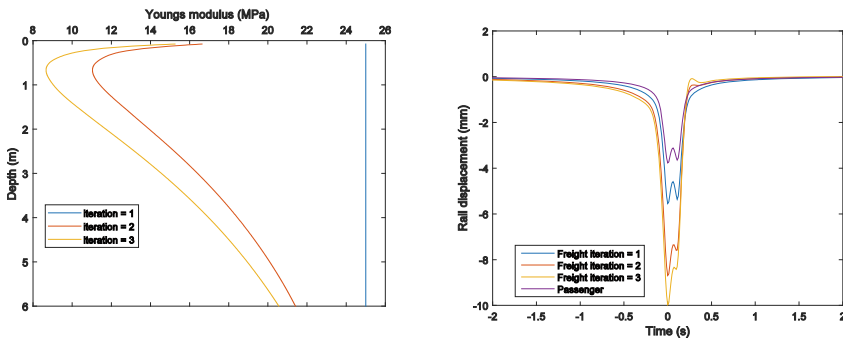 Youngs modulus (MPa)
8 10 12 14 16 18 20 22 24 26
0
1
2
3
4
5
6
Depth (m)
Iteration = 1
Iteration = 2
Iteration = 3
2
0
-2
-4
-6
-8
-10
Rail displacement (mm)
Freight iteration = 1
Freight iteration = 2
Freight iteration = 3
Passenger
-2 -1.5 -1 -0.5 0 0.5 1 1.5 2
Time (s)